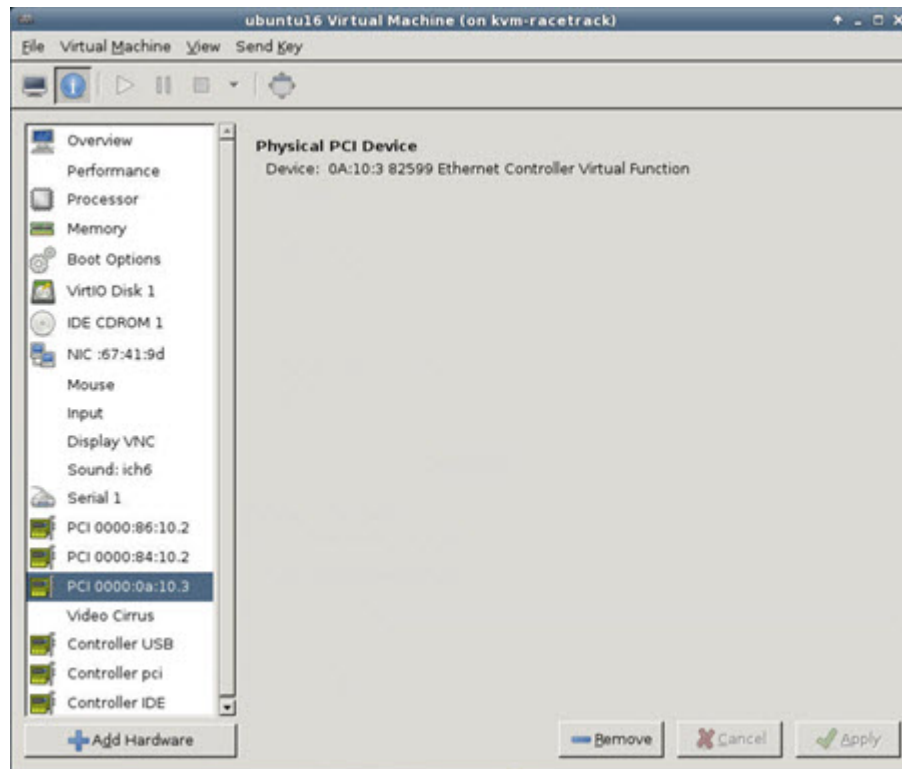 ubuntu16 Virtual Machine (on kvm-racetrack)
File Virtual Machine View Send Key
Overview
Performance
Processor
Memory
Boot Options
VirtIO Disk 1
IDE CDROM 1
NIC :67:41:9d
Mouse
Input
Display VNC
Sound: ich6
Serial 1
PCI 0000:86:10.2
PCI 0000:84:10.2
PCI 0000:0a:10.3
Video Cirrus
Controller USB
Controller pci
Controller IDE
Add Hardware
Physical PCI Device
Device: 0A:10:3 82599 Ethernet Controller Virtual Function
Remove Cancel Apply